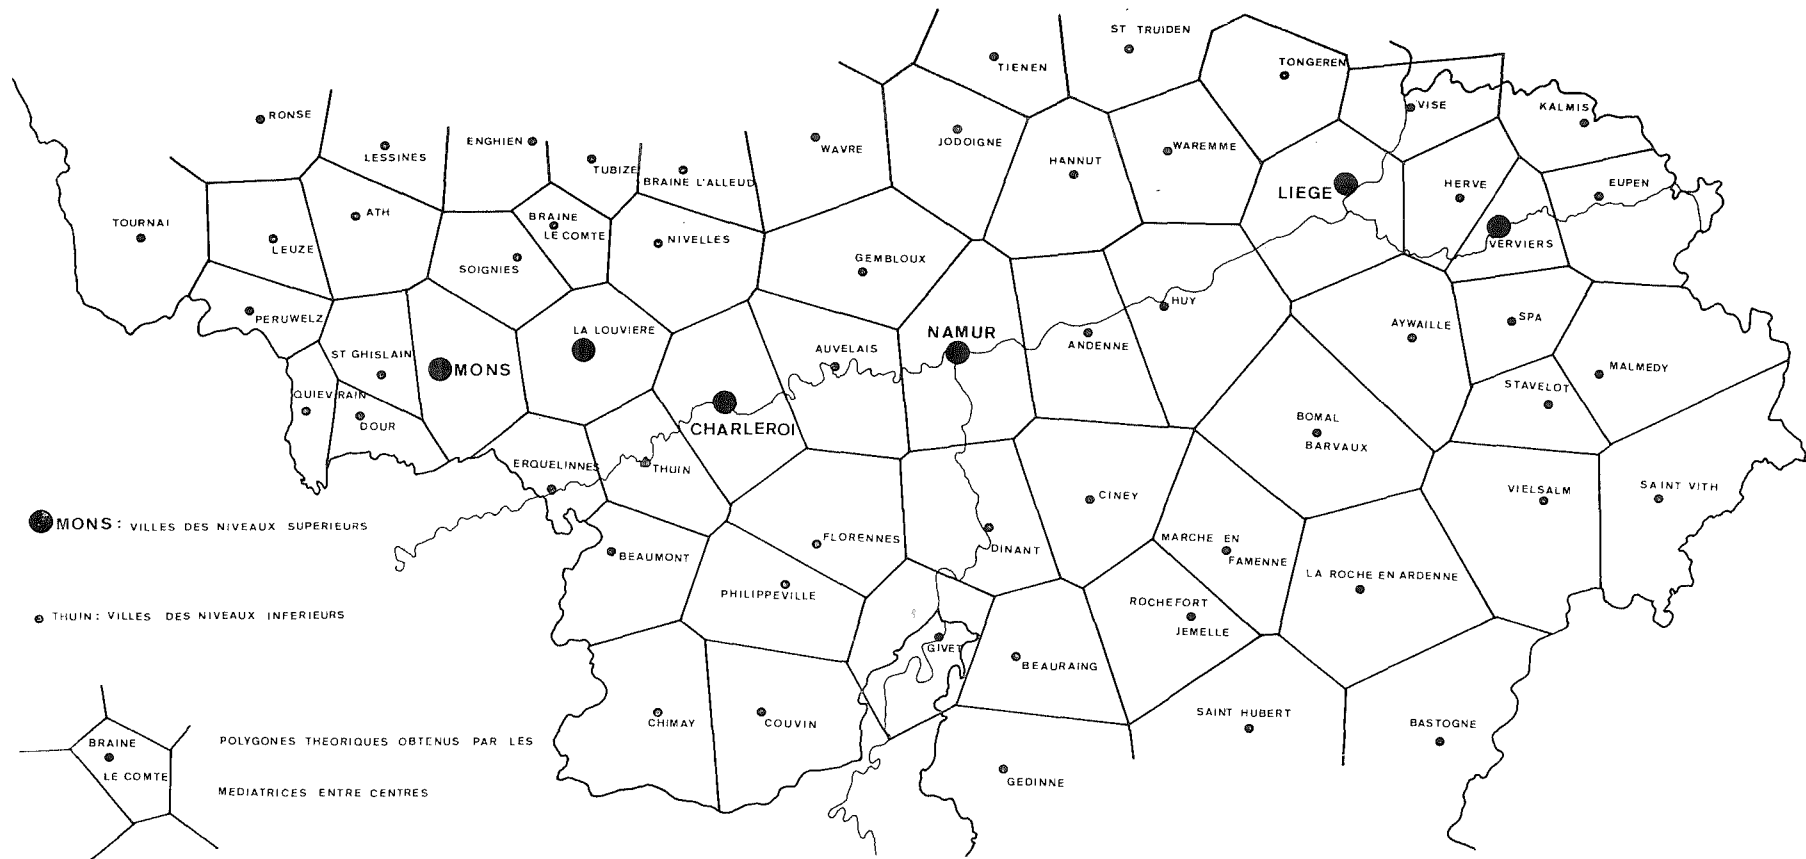 ST TRUIDEN
TIENEN
TONGEREN
RONSE
VISE
KALMIS
LESSINES
ENGHIEN
TUBIZE
BRAINE L'ALLEUD
WAVRE
JODOIGNE
HANNUT
WAREMME
LIEGE
HERVE
EUPEN
TOURNAI
LEUZE
ATH
BRAINE
LE COMTE
SOIGNIES
NIVELLES
GEMBLOUX
VERVIERS
PERUWELZ
ST GHISLAIN
MONS
LA LOUVIERE
AUVELAIS
NAMUR
ANDENNE
HUY
AYWAILLE
SPA
MALMEDY
STAVELOT
QUIEVRAIN
DOUR
CHARLEROI
BOMAL
BARVAUX
ERQUELINNES
THUIN
CINEY
VIELSALM
SAINT VITH
MONS : VILLES DES NIVEAUX SUPERIEURS
BEAUMONT
FLORENNES
DINANT
MARCHE EN
FAMENNE
LA ROCHE EN ARDENNE
PHILIPPEVILLE
ROCHEFORT
JEMELLE
THUIN : VILLES DES NIVEAUX INFERIEURS
GIVET
BEAURAING
CHIMAY
COUVIN
SAINT HUBERT
BASTOGNE
GEDINNE
BRAINE
LE COMTE
POLYGONES THEORIQUES OBTENUS PAR LES
MEDIATRICES ENTRE CENTRES